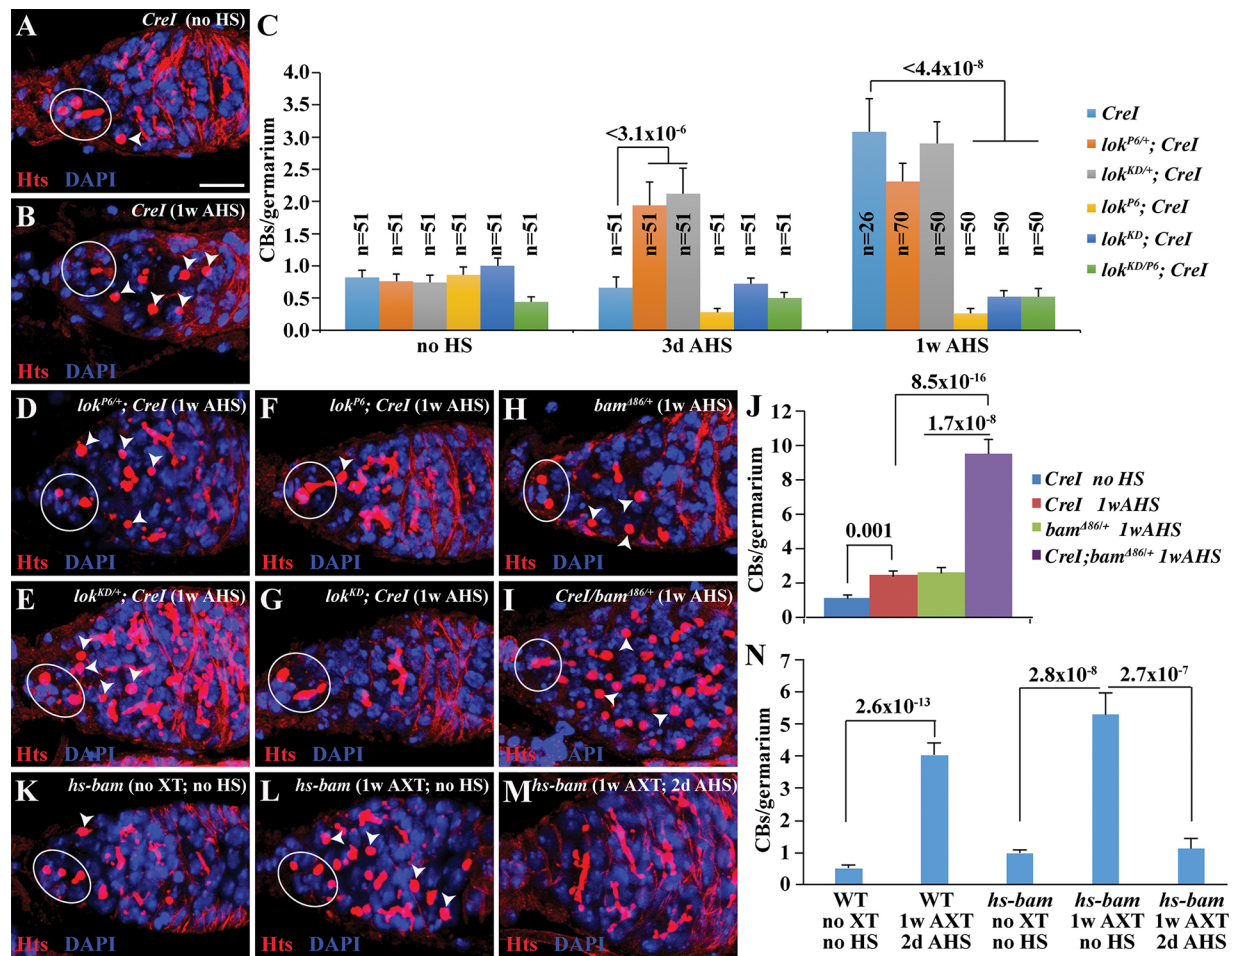 A
CreI (no HS)
Hts DAPI
B
CreI (1w AHS)
Hts DAPI
C
CBs/germarium
4.0
3.5
3.0
2.5
2.0
1.5
1.0
0.5
0.0
n=51
n=51
n=51
n=51
n=51
n=51
no HS
<3.1x10⁻⁶
n=51
n=51
n=51
n=51
n=51
n=51
3d AHS
<4.4x10⁻⁸
n=26
n=70
n=50
n=50
n=50
n=50
1w AHS
CreI
lokᴾ⁶/⁺; CreI
lokᴷᴰ/⁺; CreI
lokᴾ⁶; CreI
lokᴷᴰ; CreI
lokᴷᴰ/ᴾ⁶; CreI
D
lokᴾ⁶/⁺; CreI (1w AHS)
Hts DAPI
F
lokᴾ⁶; CreI (1w AHS)
Hts DAPI
H
bamᐞ⁸⁶/⁺ (1w AHS)
Hts DAPI
E
lokᴷᴰ/⁺; CreI (1w AHS)
Hts DAPI
G
lokᴷᴰ; CreI (1w AHS)
Hts DAPI
I
CreI/bamᐞ⁸⁶/⁺ (1w AHS)
Hts DAPI
J
CBs/germarium
12
10
8
6
4
2
0
0.001
8.5x10⁻¹⁶
1.7x10⁻⁸
CreI no HS
CreI 1wAHS
bamᐞ⁸⁶/⁺ 1wAHS
CreI;bamᐞ⁸⁶/⁺ 1wAHS
K
hs-bam (no XT; no HS)
Hts DAPI
L
hs-bam (1w AXT; no HS)
Hts DAPI
M
hs-bam (1w AXT; 2d AHS)
Hts DAPI
N
CBs/germarium
7
6
5
4
3
2
1
0
2.6x10⁻¹³
2.8x10⁻⁸
2.7x10⁻⁷
WT
no XT
no HS
WT
1w AXT
2d AHS
hs-bam
no XT
no HS
hs-bam
1w AXT
no HS
hs-bam
1w AXT
2d AHS